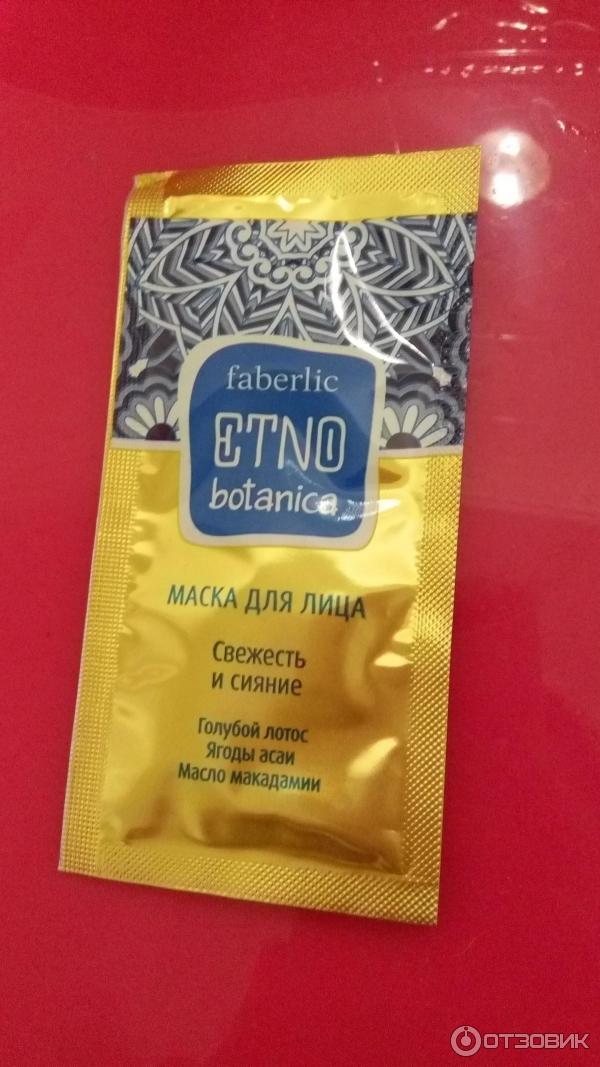 faberlic
ETNO
botanica
МАСКА ДЛЯ ЛИЦА
Свежесть
и сияние
Голубой лотос
Ягоды асаи
Масло макадамии
ОТЗОВИК